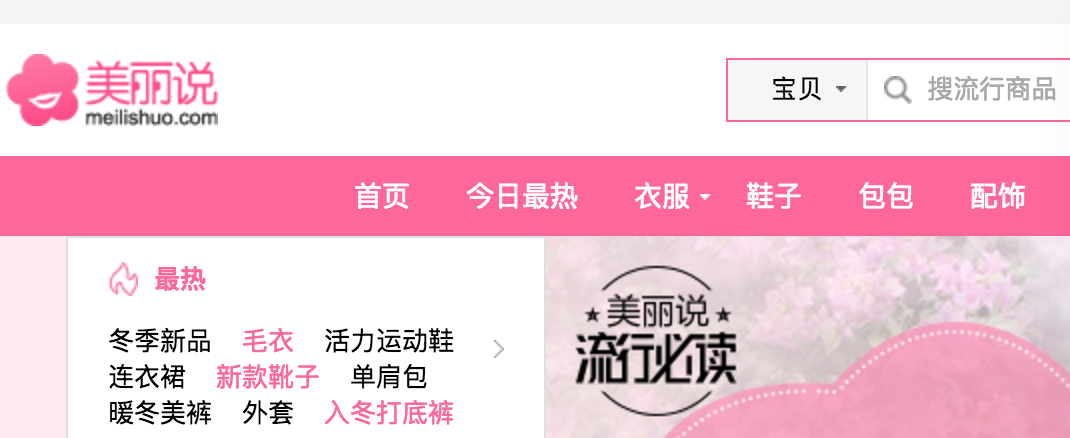 美丽说
meilishuo.com
宝贝 搜流行商品
首页 今日最热 衣服 鞋子 包包 配饰
最热
冬季新品 毛衣 活力运动鞋
连衣裙 新款靴子 单肩包
暖冬美裤 外套 入冬打底裤
美丽说
流行必读